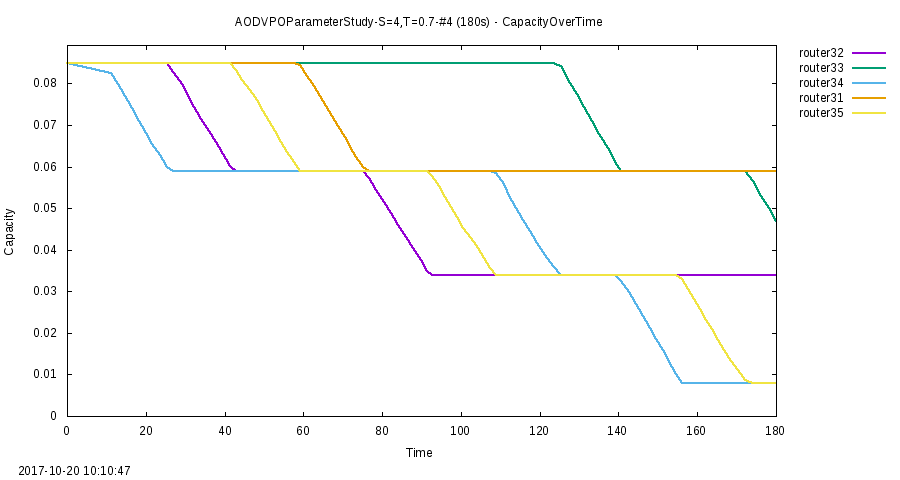 AODVPOParameterStudy-S=4,T=0.7-#4 (180s) - CapacityOverTime
router32
router33
router34
router31
router35
Capacity
0.08
0.07
0.06
0.05
0.04
0.03
0.02
0.01
0
0 20 40 60 80 100 120 140 160 180
Time
2017-10-20 10:10:47